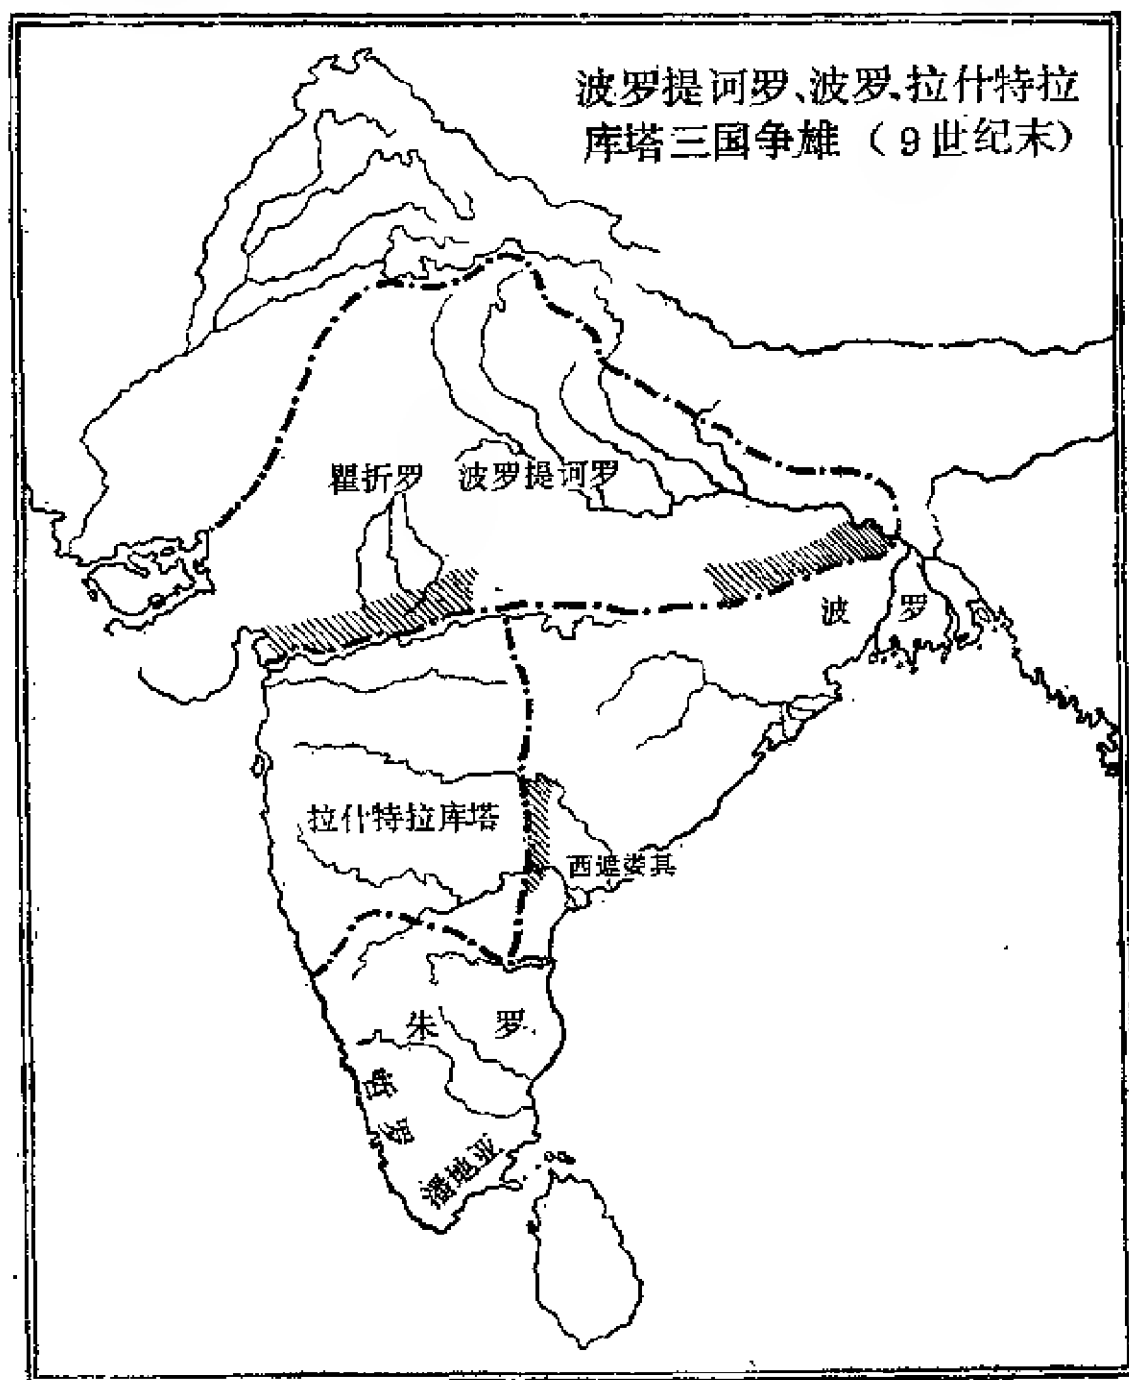 波罗提诃罗、波罗、拉什特拉
库塔三国争雄（9世纪末）
瞿折罗
波罗提诃罗
波罗
拉什特拉库塔
西遮娄其
朱罗
哲罗
潘地亚